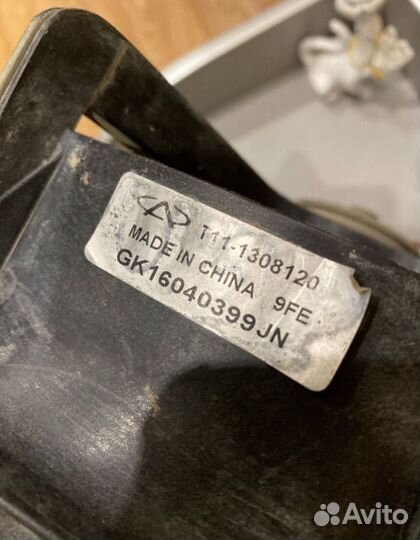 T11-1308120
MADE IN CHINA 9FE
GK16040399JN
Avito